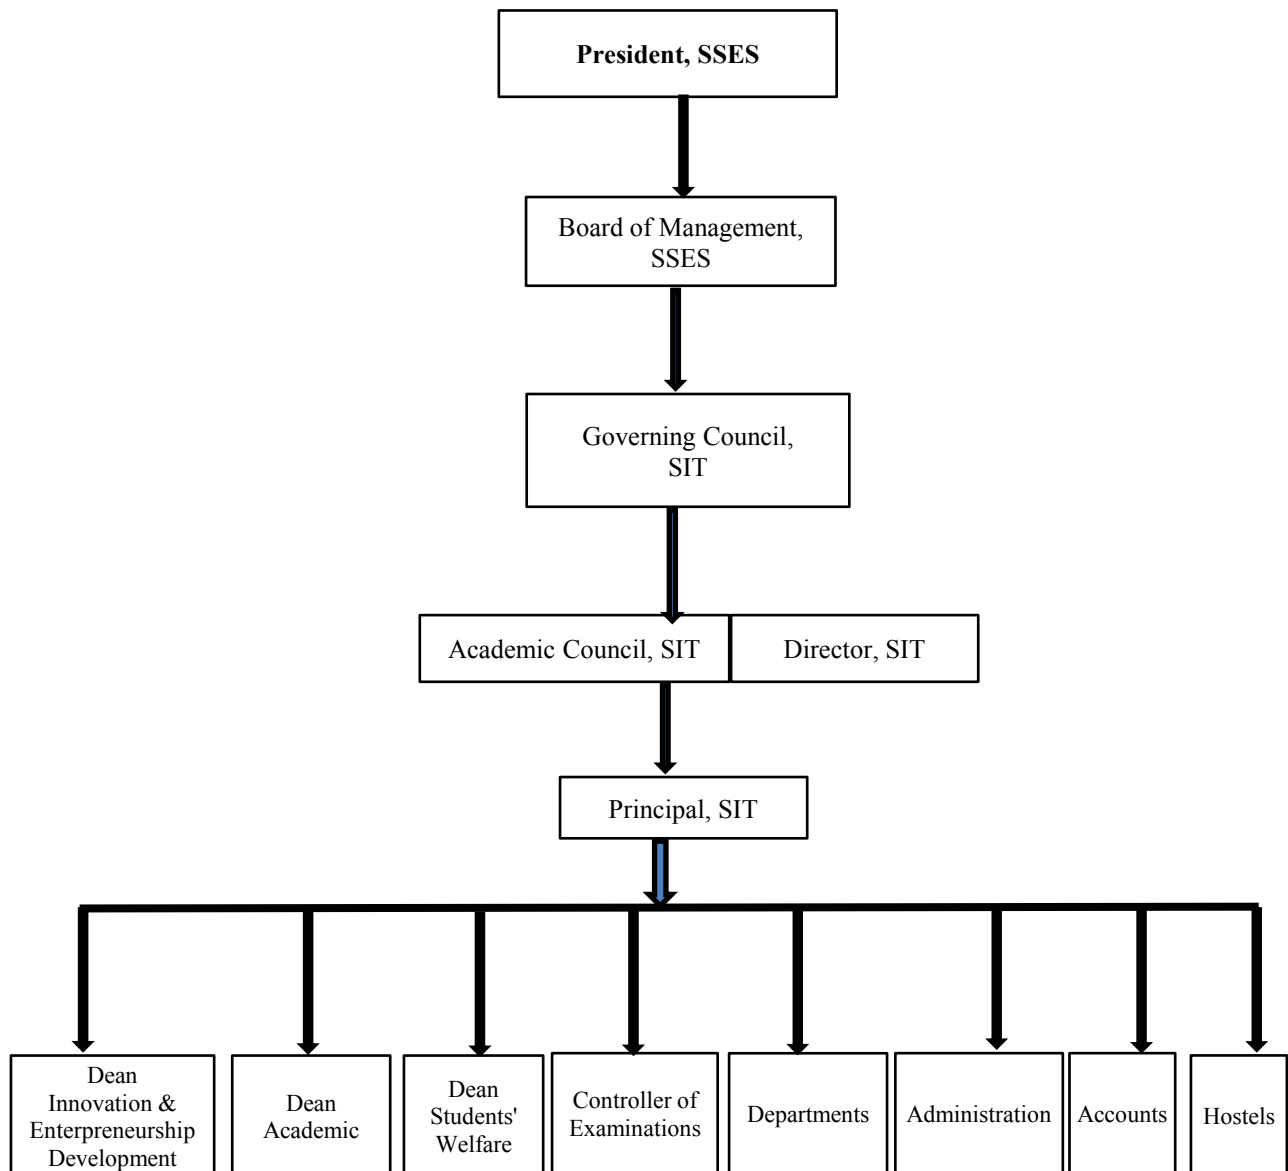 President, SSES
Board of Management,
SSES
Governing Council,
SIT
Academic Council, SIT
Director, SIT
Principal, SIT
Dean
Innovation &
Enterpreneurship
Development
Dean
Academic
Dean
Students'
Welfare
Controller of
Examinations
Departments
Administration
Accounts
Hostels